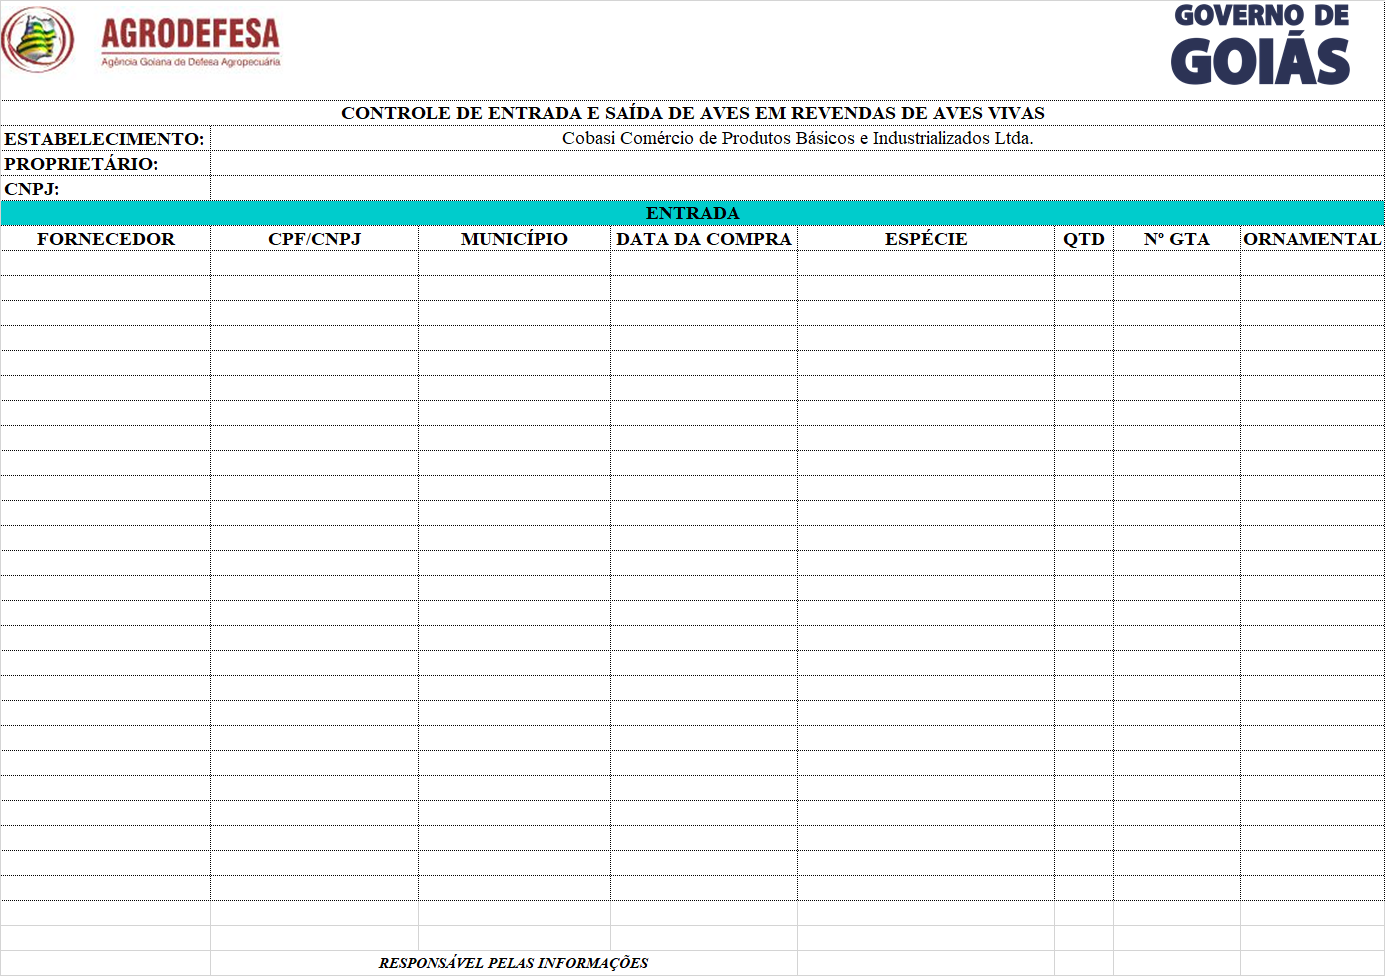 AGRODEFESA
Agência Goiana de Defesa Agropecuária
GOVERNO DE
GOIÁS
CONTROLE DE ENTRADA E SAÍDA DE AVES EM REVENDAS DE AVES VIVAS
ESTABELECIMENTO: Cobasi Comércio de Produtos Básicos e Industrializados Ltda.
PROPRIETÁRIO:
CNPJ:
ENTRADA
FORNECEDOR CPF/CNPJ MUNICÍPIO DATA DA COMPRA ESPÉCIE QTD Nº GTA ORNAMENTAL
RESPONSÁVEL PELAS INFORMAÇÕES